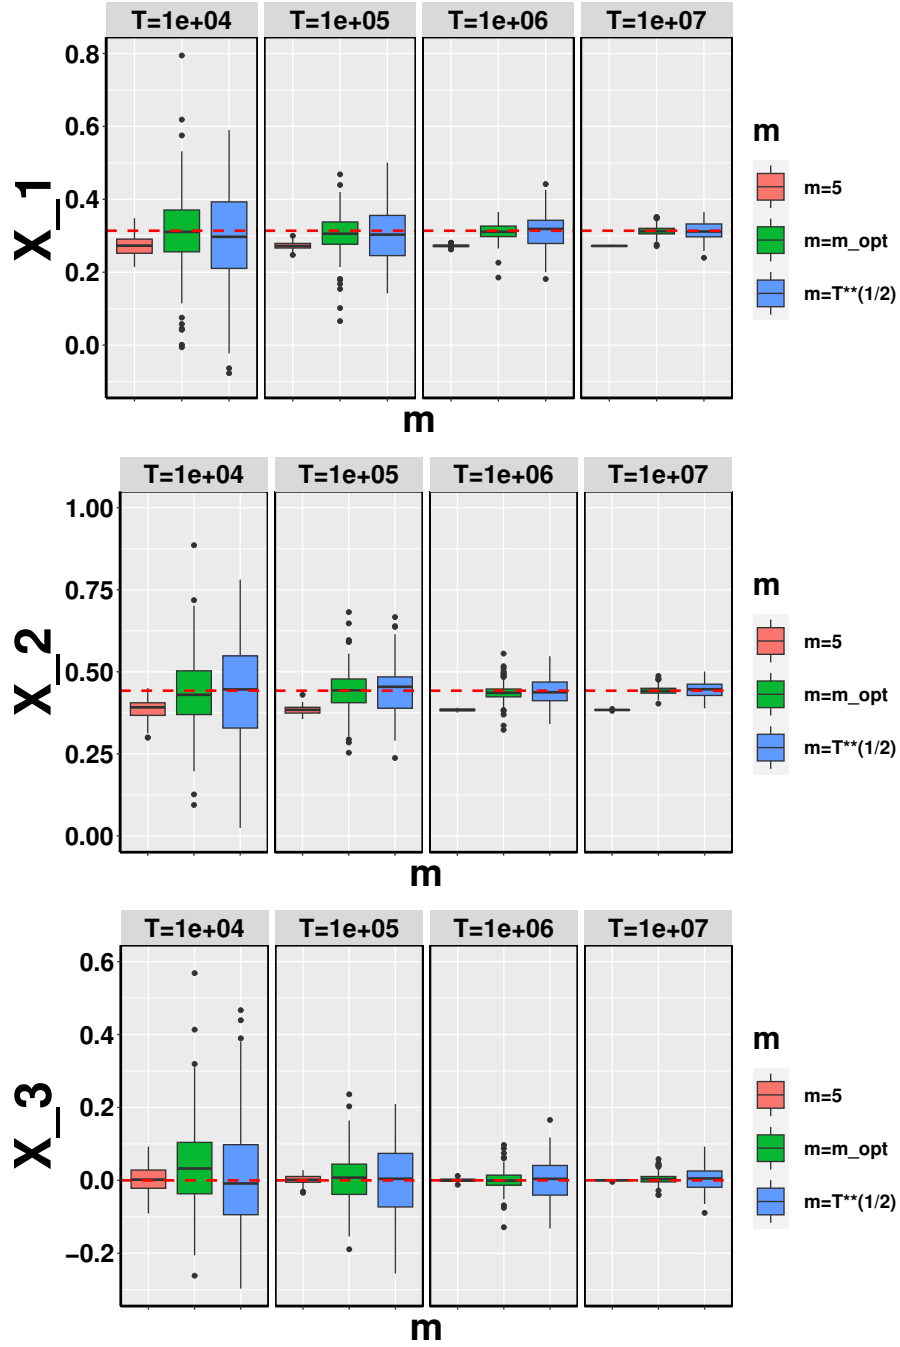 T=1e+04 T=1e+05 T=1e+06 T=1e+07
0.8
0.6
0.4
0.2
0.0
X_1
m
m
m=5
m=m_opt
m=T**(1/2)
T=1e+04 T=1e+05 T=1e+06 T=1e+07
1.00
0.75
0.50
0.25
0.00
X_2
m
m
m=5
m=m_opt
m=T**(1/2)
T=1e+04 T=1e+05 T=1e+06 T=1e+07
0.6
0.4
0.2
0.0
−0.2
X_3
m
m
m=5
m=m_opt
m=T**(1/2)